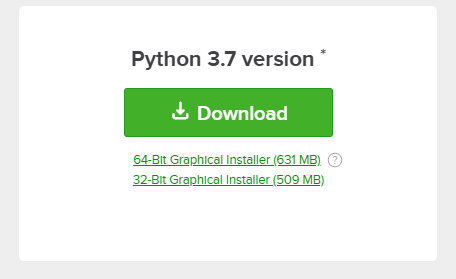 Python 3.7 version *
Download
64-Bit Graphical Installer (631 MB) ?
32-Bit Graphical Installer (509 MB)